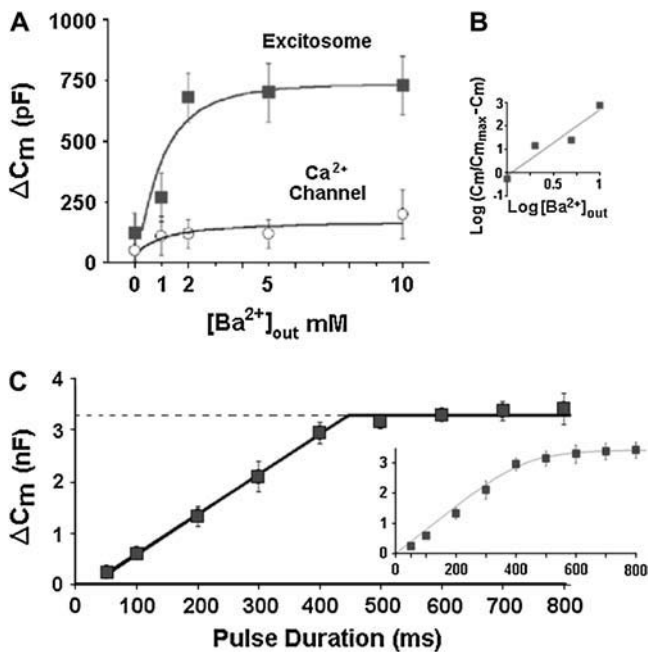 A
1000
750
500
250
0
ΔCm (pF)
Excitosome
Ca2+
Channel
0 1 2 5 10
[Ba2+]out mM
B
3
2
1
0
-1
Log (Cm/Cmmax-Cm)
0.5 1
Log [Ba2+]out
C
4
3
2
1
0
ΔCm (nF)
3
2
1
0
0 200 400 600 800
0 100 200 300 400 500 600 700 800
Pulse Duration (ms)